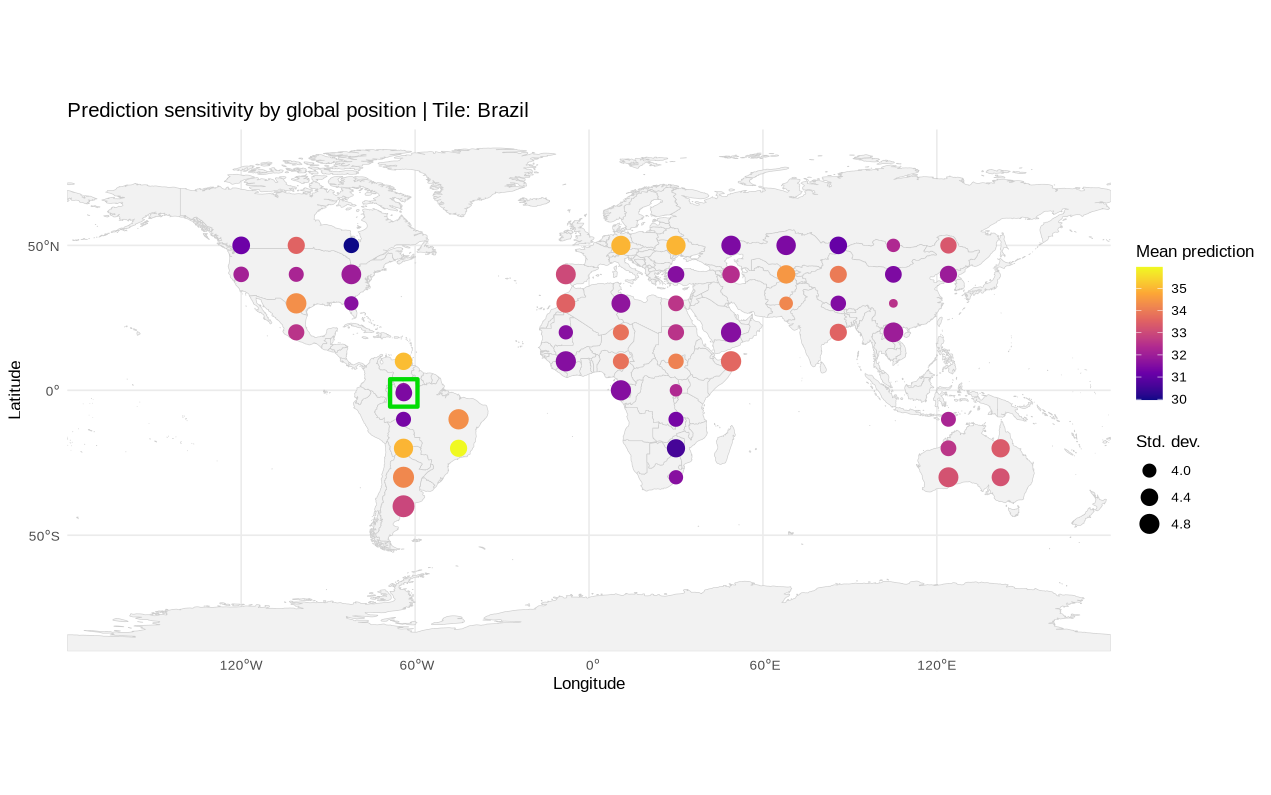 Prediction sensitivity by global position | Tile: Brazil
Latitude
50°N
0°
50°S
120°W
60°W
0°
60°E
120°E
Longitude
Mean prediction
35
34
33
32
31
30
Std. dev.
4.0
4.4
4.8